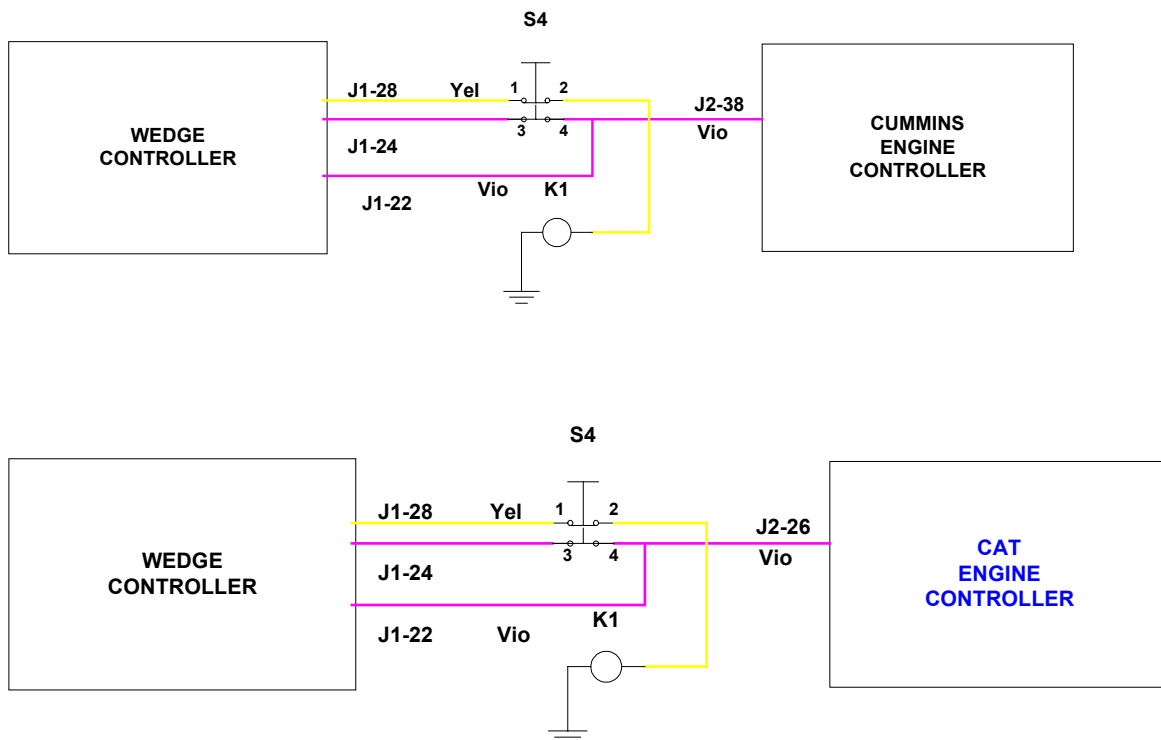 S4
J1-28 Yel 1 2
J2-38
WEDGE
CONTROLLER
3 4
Vio
CUMMINS
ENGINE
CONTROLLER
J1-24
Vio K1
J1-22
S4
J1-28 Yel 1 2
J2-26
WEDGE
CONTROLLER
3 4
Vio
CAT
ENGINE
CONTROLLER
J1-24
K1
J1-22 Vio